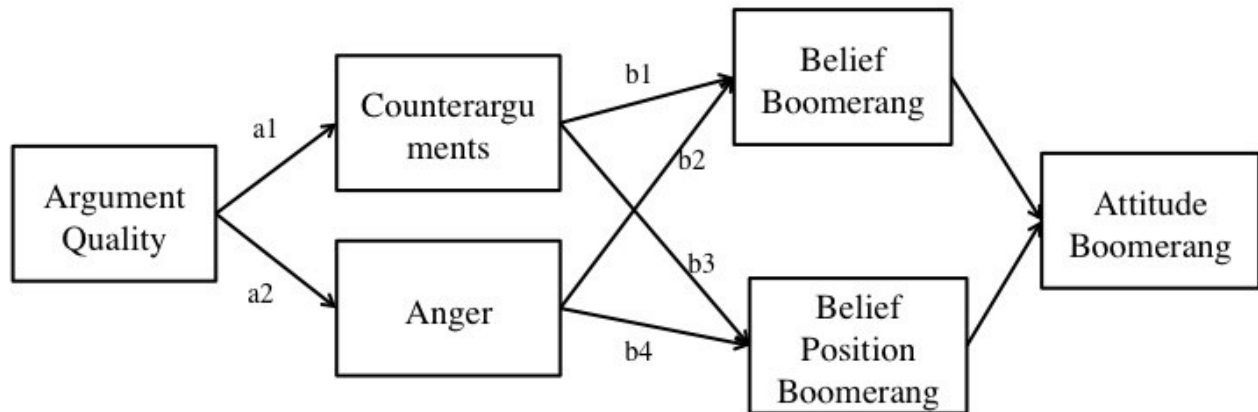 Argument
Quality
a1
a2
Counterargu
ments
Anger
b1
b2
b3
b4
Belief
Boomerang
Belief
Position
Boomerang
Attitude
Boomerang